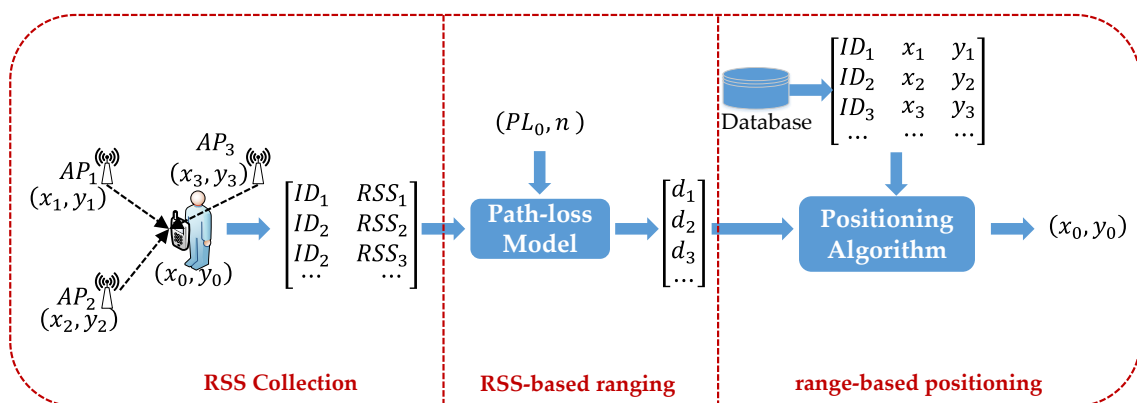 AP₁
(x₁, y₁)
AP₃
(x₃, y₃)
(x₀, y₀)
AP₂
(x₂, y₂)
ID₁ RSS₁
ID₂ RSS₂
ID₂ RSS₃
... ...
RSS Collection
(PL₀, n)
Path-loss
Model
d₁
d₂
d₃
...
RSS-based ranging
Database
ID₁ x₁ y₁
ID₂ x₂ y₂
ID₃ x₃ y₃
... ... ...
Positioning
Algorithm
(x₀, y₀)
range-based positioning